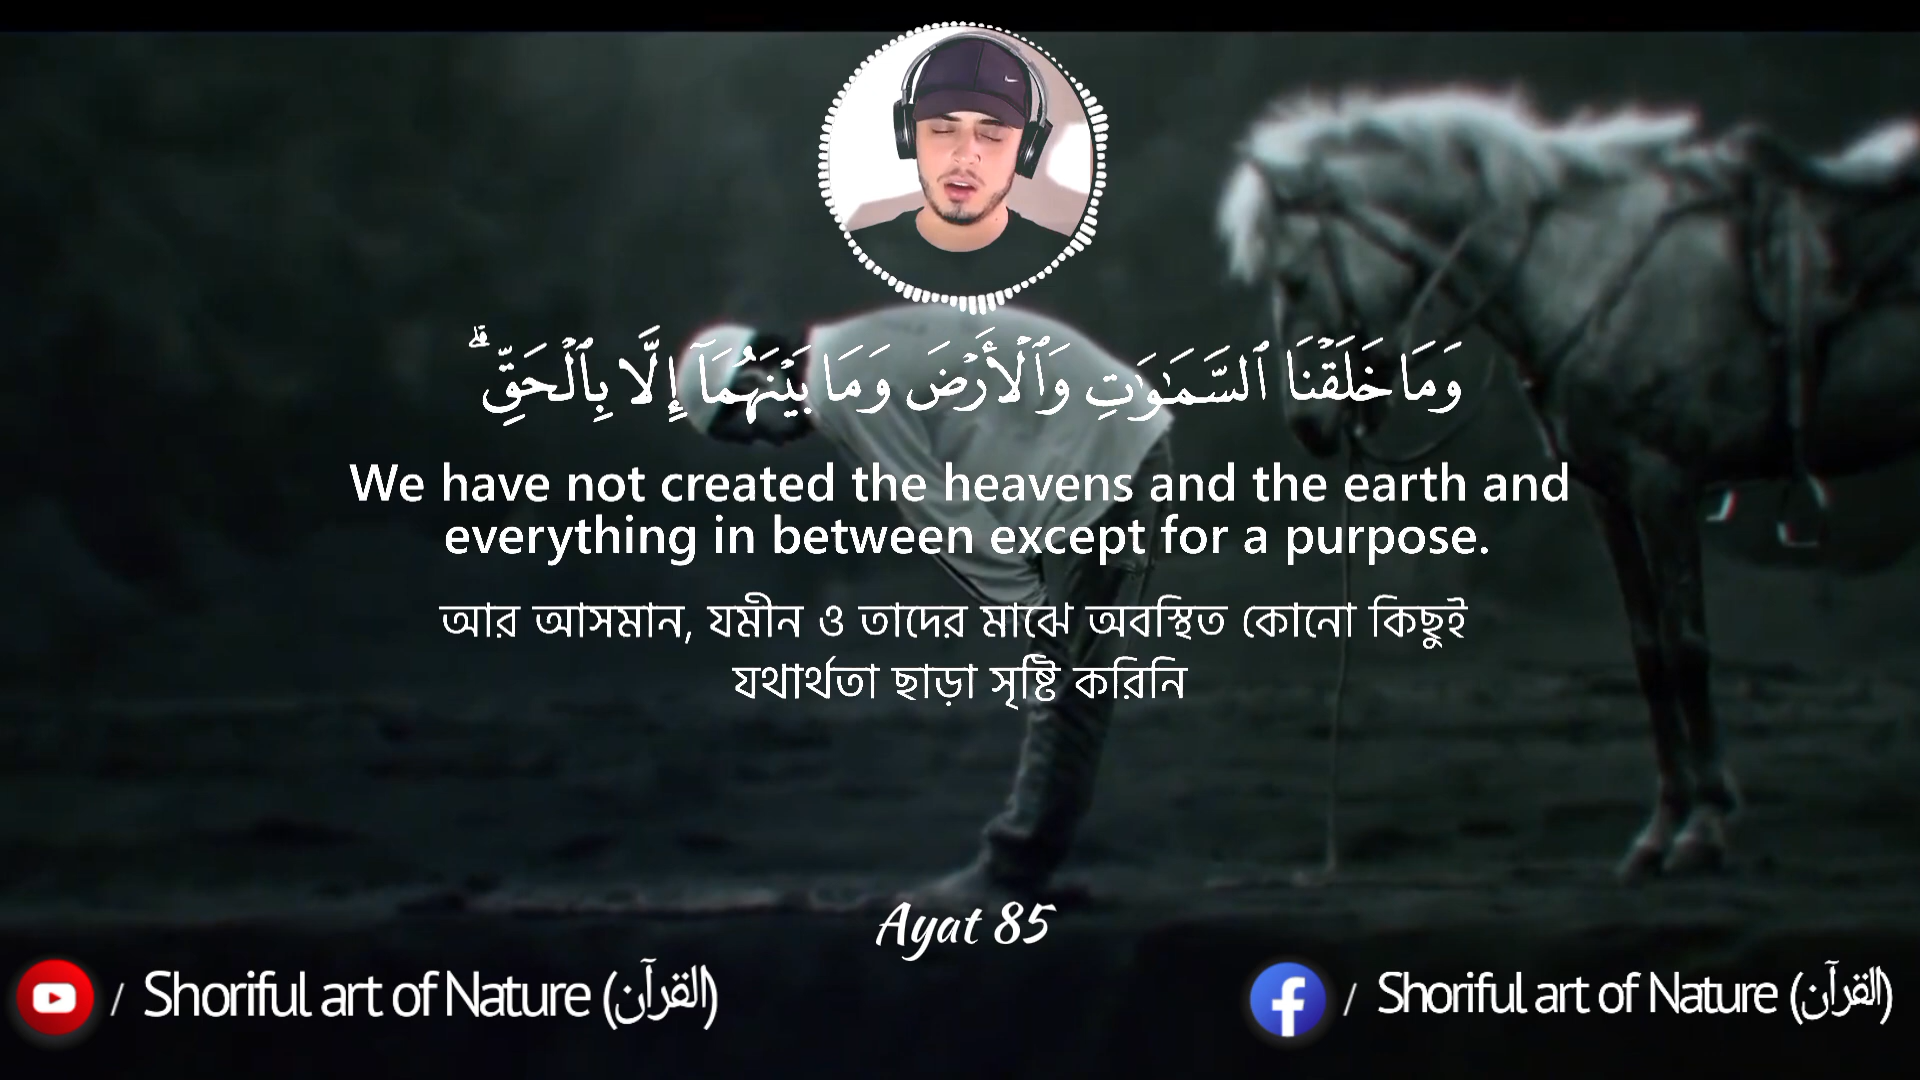 وَمَا خَلَقْنَا ٱلسَّمَـٰوَٰتِ وَٱلْأَرْضَ وَمَا بَيْنَهُمَآ إِلَّا بِٱلْحَقِّ ۗ
We have not created the heavens and the earth and
everything in between except for a purpose.
আর আসমান, যমীন ও তাদের মাঝে অবস্থিত কোনো কিছুই
যথার্থতা ছাড়া সৃষ্টি করিনি
Ayat 85
/ Shoriful art of Nature (القرآن)
/ Shoriful art of Nature (القرآن)